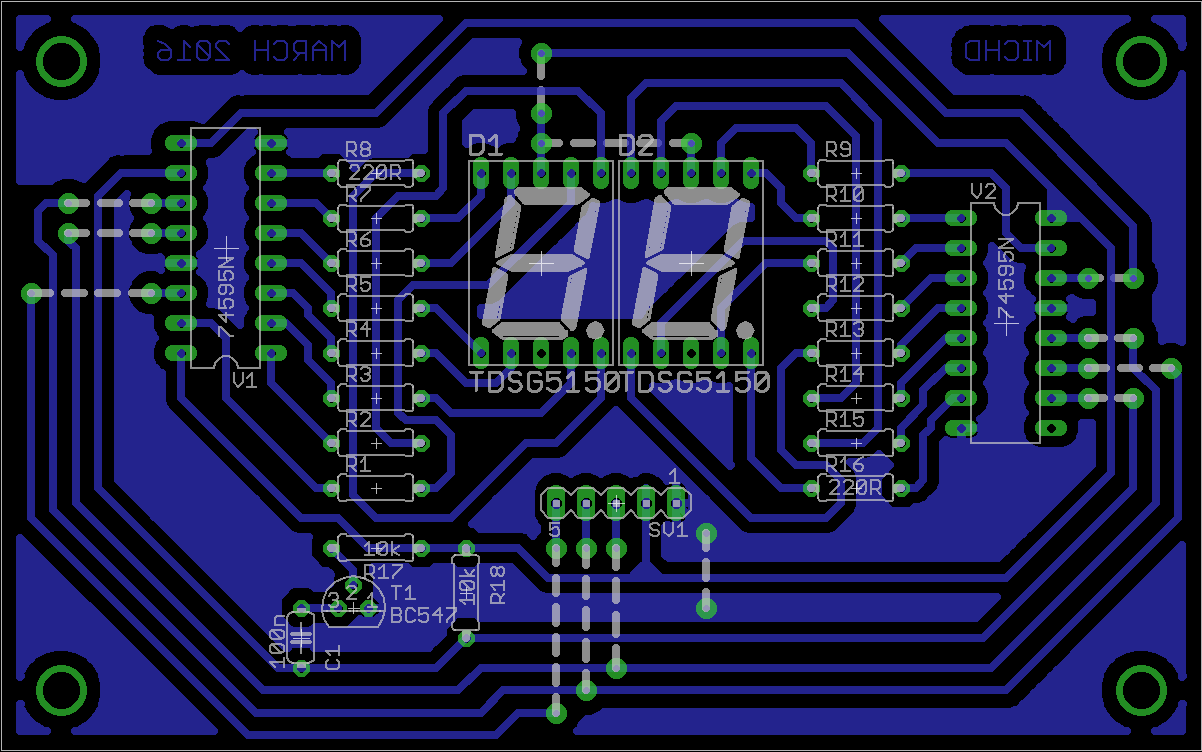 MARCH 2016
MICHD
D1
D2
R8
220R
R7
R6
R5
R4
R3
R2
R1
R9
R10
R11
R12
R13
R14
R15
R16
220R
V2
74595N
74595N
V1
TDSG5150
TDSG5150
1
5
SV1
10k
R17
3
2
1
T1
BC547
10k
R18
100n
C1